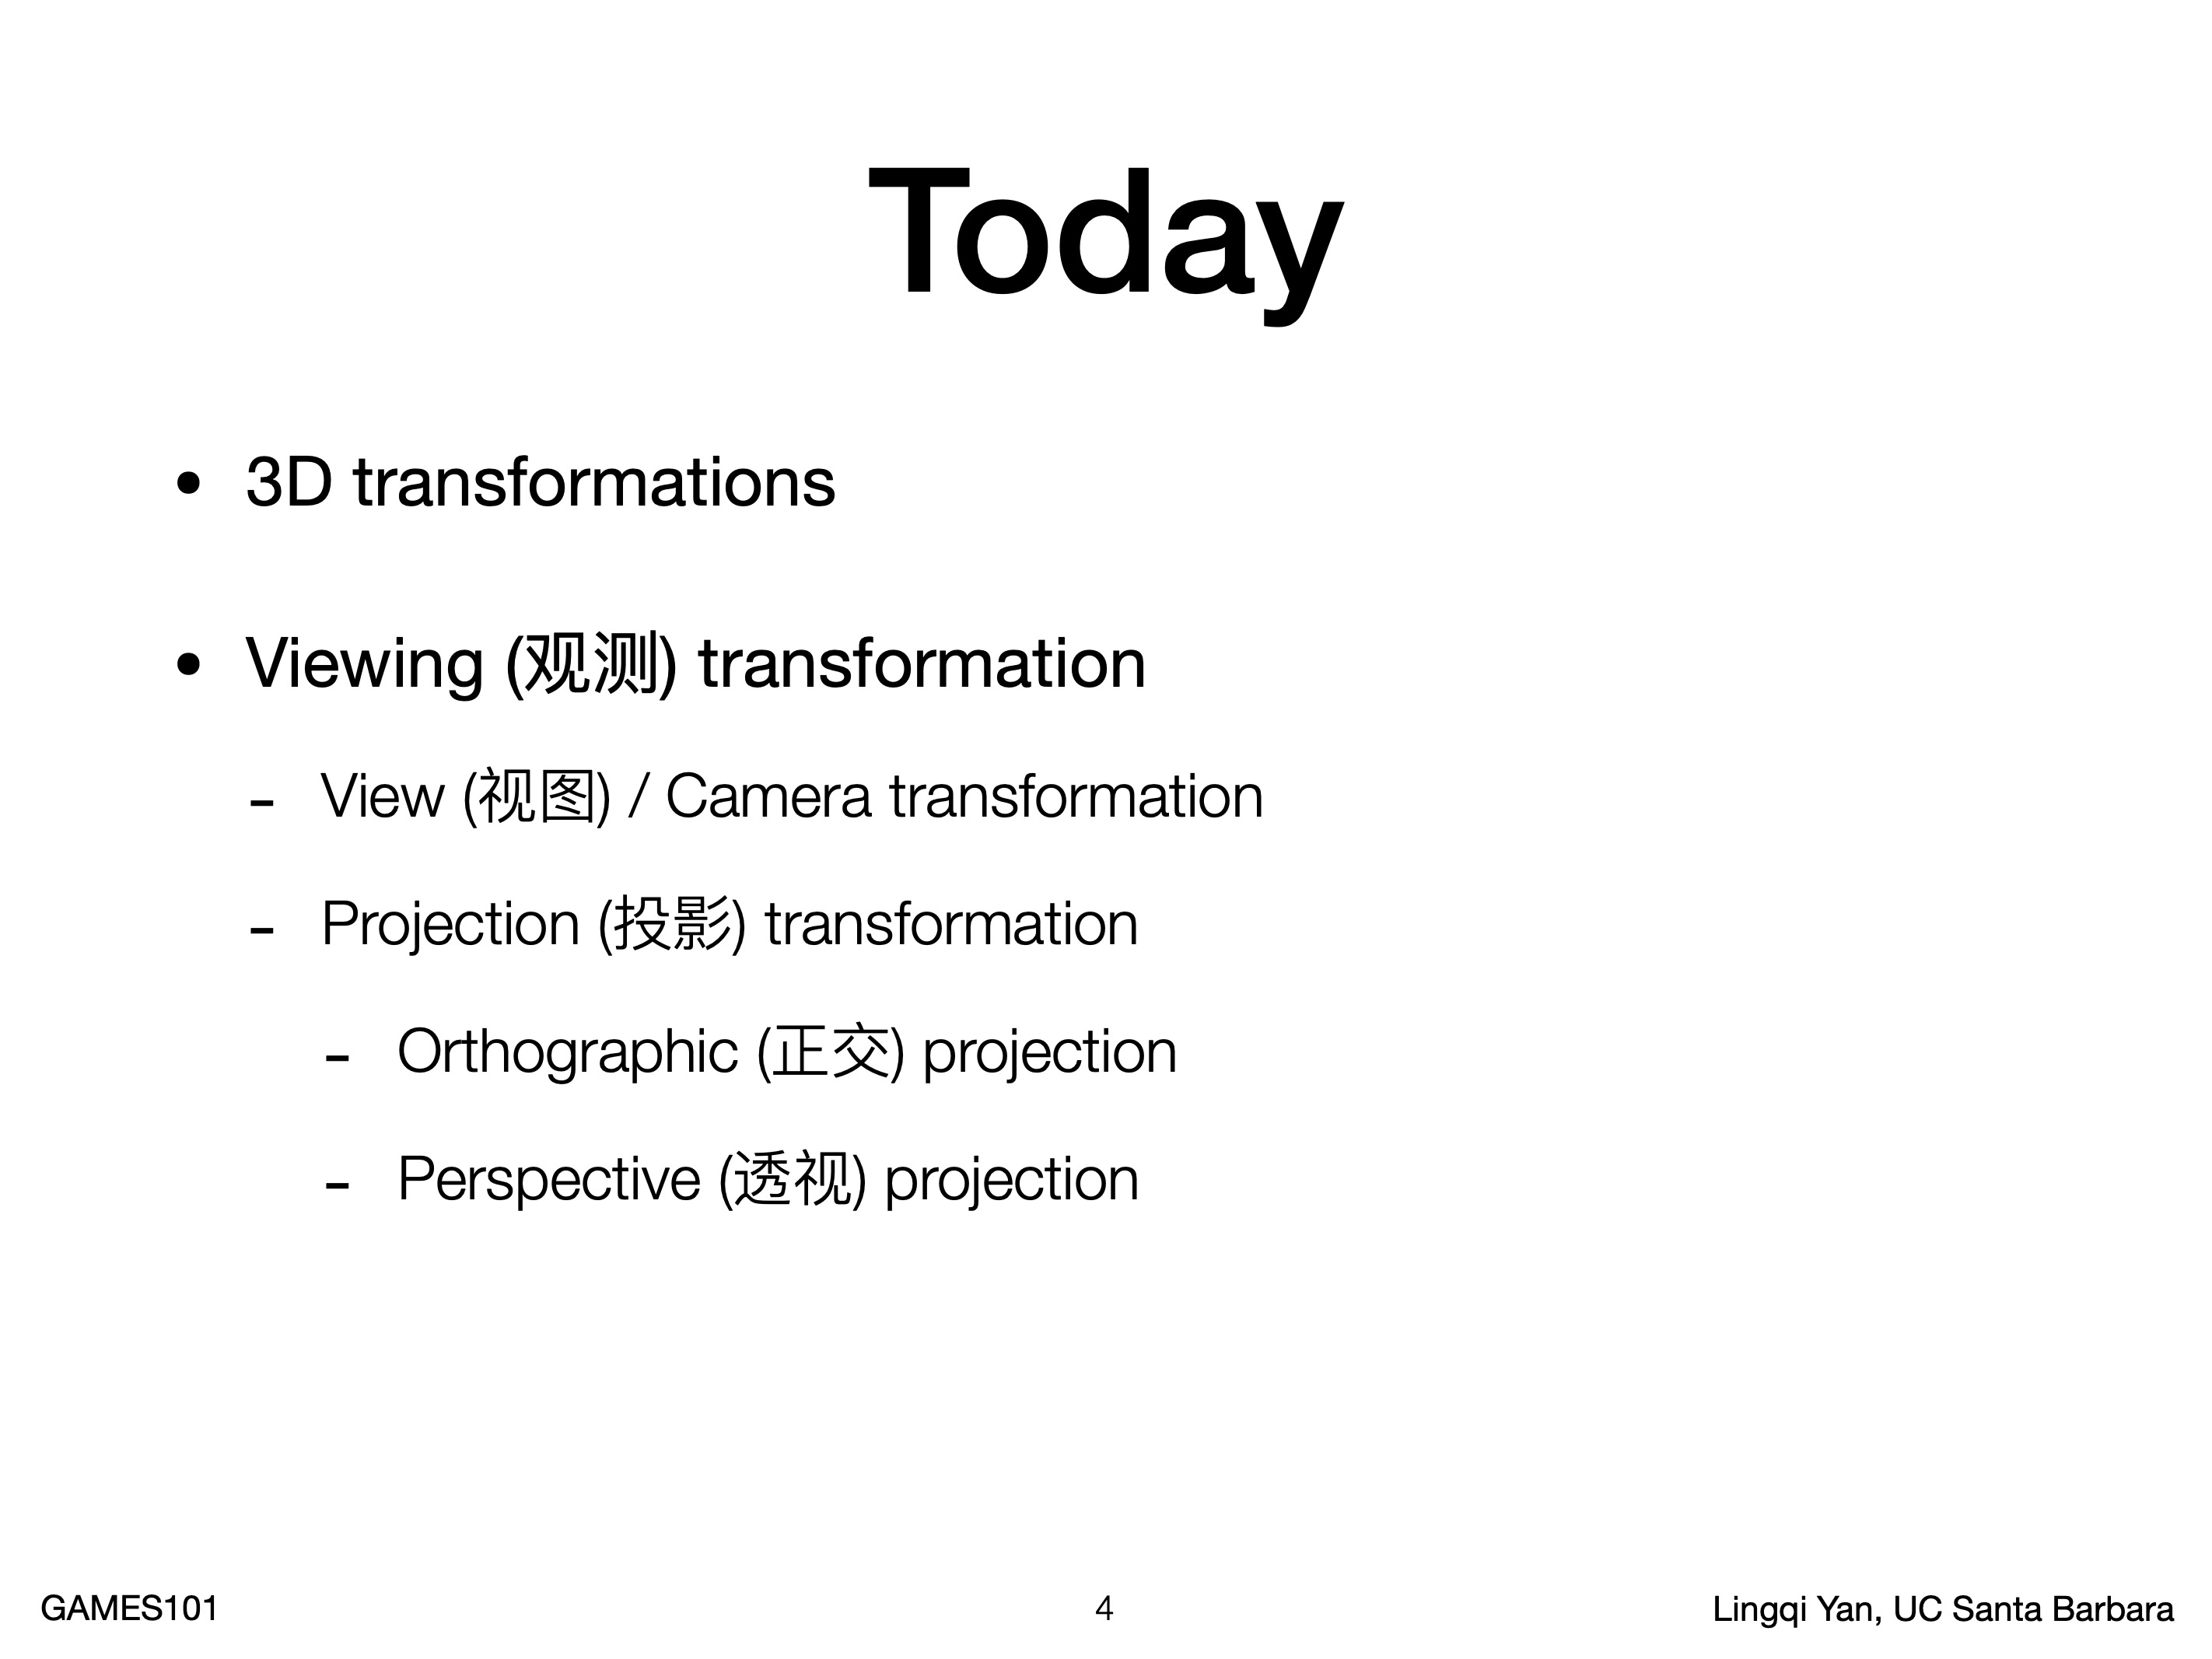 Today
• 3D transformations
• Viewing (观测) transformation
- View (视图) / Camera transformation
- Projection (投影) transformation
- Orthographic (正交) projection
- Perspective (透视) projection
GAMES101
4
Lingqi Yan, UC Santa Barbara